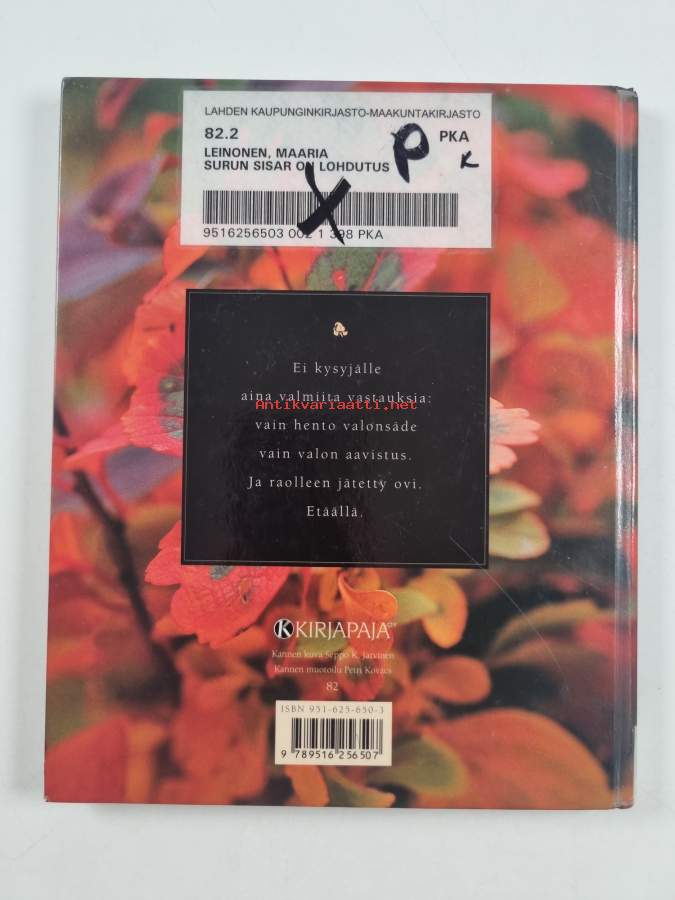 LAHDEN KAUPUNGINKIRJASTO-MAAKUNTAKIRJASTO
82.2 P PKA
LEINONEN, MAARIA K
SURUN SISAR ON LOHDUTUS
X
9516256503 002 1 398 PKA
Ei kysyjälle
aina valmiita vastauksia:
Antikvariaatti.net
vain hento valonsäde
vain valon aavistus.
Ja raolleen jätetty ovi.
Etäällä.
K KIRJAPAJA OY
Kannen kuva Seppo K. Järvinen
Kannen muotoilu Petri Kovács
82
ISBN 951-625-650-3
9 789516 256507